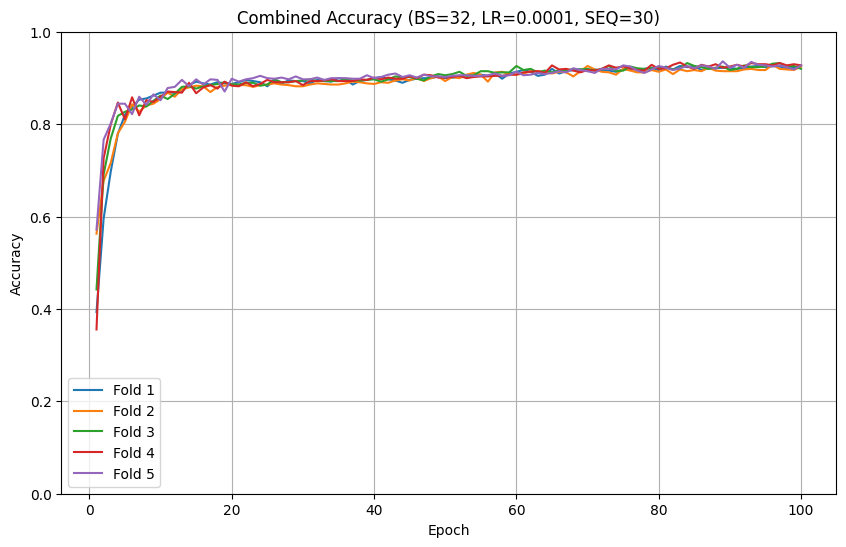 Combined Accuracy (BS=32, LR=0.0001, SEQ=30)
1.0
0.8
0.6
0.4
0.2
0.0
Accuracy
Fold 1
Fold 2
Fold 3
Fold 4
Fold 5
0 20 40 60 80 100
Epoch